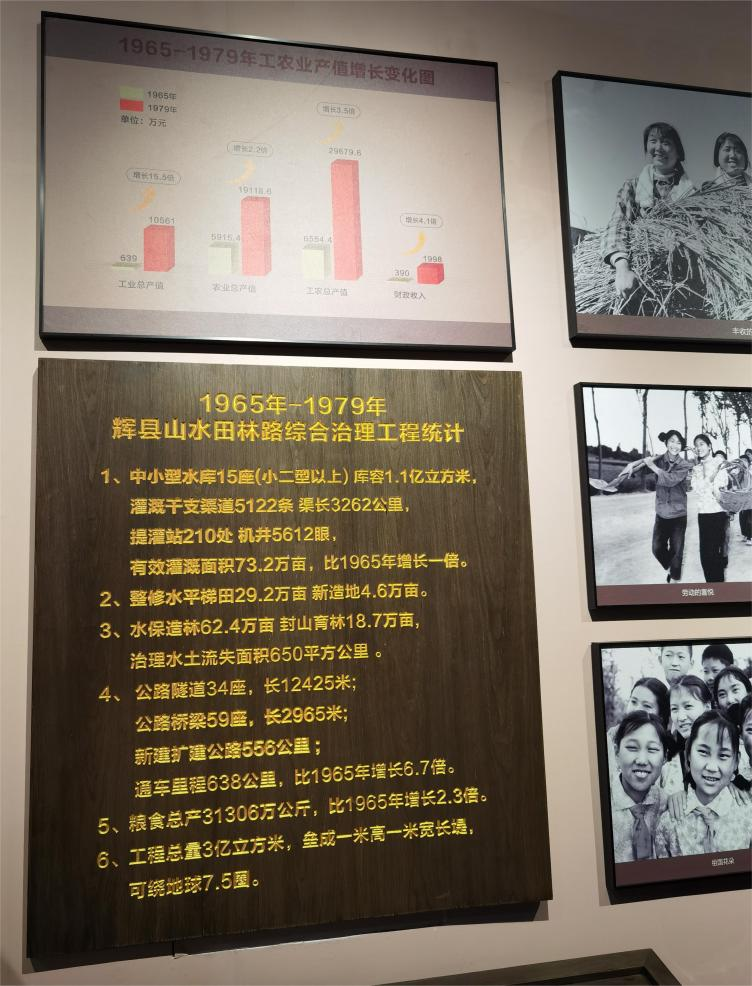 1965-1979年工农业产值增长变化图
1965年
1979年
单位：万元
增长15.5倍
增长2.2倍
增长3.5倍
增长4.1倍
639
10561
5915.4
19118.6
6554.4
29679.6
390
1998
工业总产值
农业总产值
工农总产值
财政收入
1965年-1979年
辉县山水田林路综合治理工程统计
1、中小型水库15座(小二型以上) 库容1.1亿立方米，
灌溉干支渠道5122条 渠长3262公里，
提灌站210处 机井5612眼，
有效灌溉面积73.2万亩，比1965年增长一倍。
2、整修水平梯田29.2万亩 新造地4.6万亩。
3、水保造林62.4万亩 封山育林18.7万亩，
治理水土流失面积650平方公里 。
4、 公路隧道34座，长12425米；
公路桥梁59座，长2965米；
新建扩建公路556公里；
通车里程638公里，比1965年增长6.7倍。
5、粮食总产31306万公斤，比1965年增长2.3倍。
6、工程总量3亿立方米，垒成一米高一米宽长堤，
可绕地球7.5圈。
丰收的
劳动的喜悦
祖国花朵